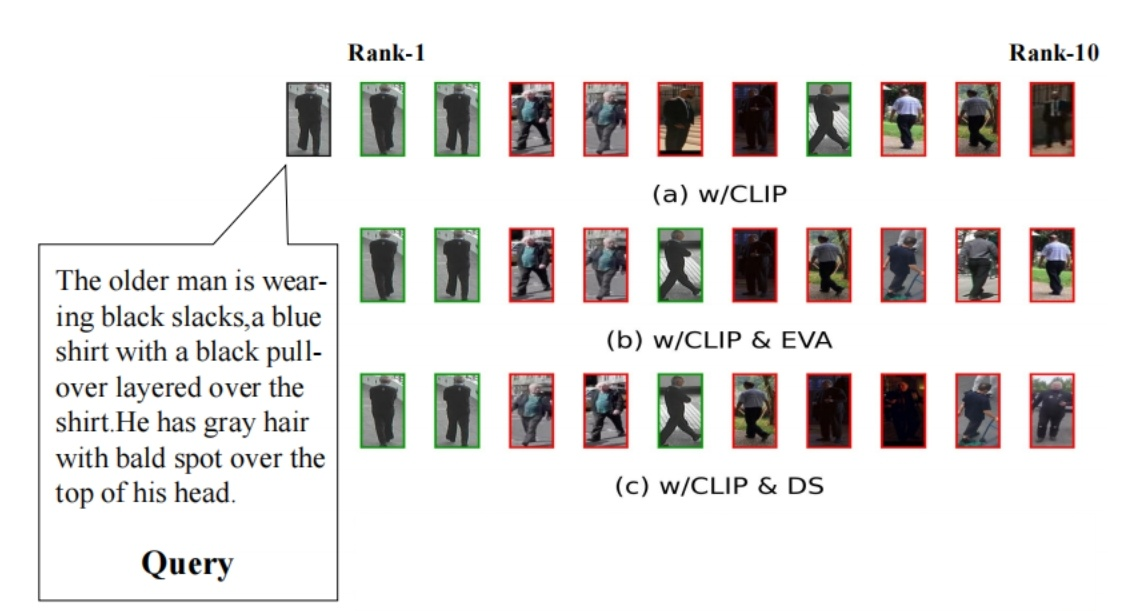 Rank-1
Rank-10
(a) w/CLIP
(b) w/CLIP & EVA
(c) w/CLIP & DS
The older man is wear-
ing black slacks,a blue
shirt with a black pull-
over layered over the
shirt.He has gray hair
with bald spot over the
top of his head.
Query